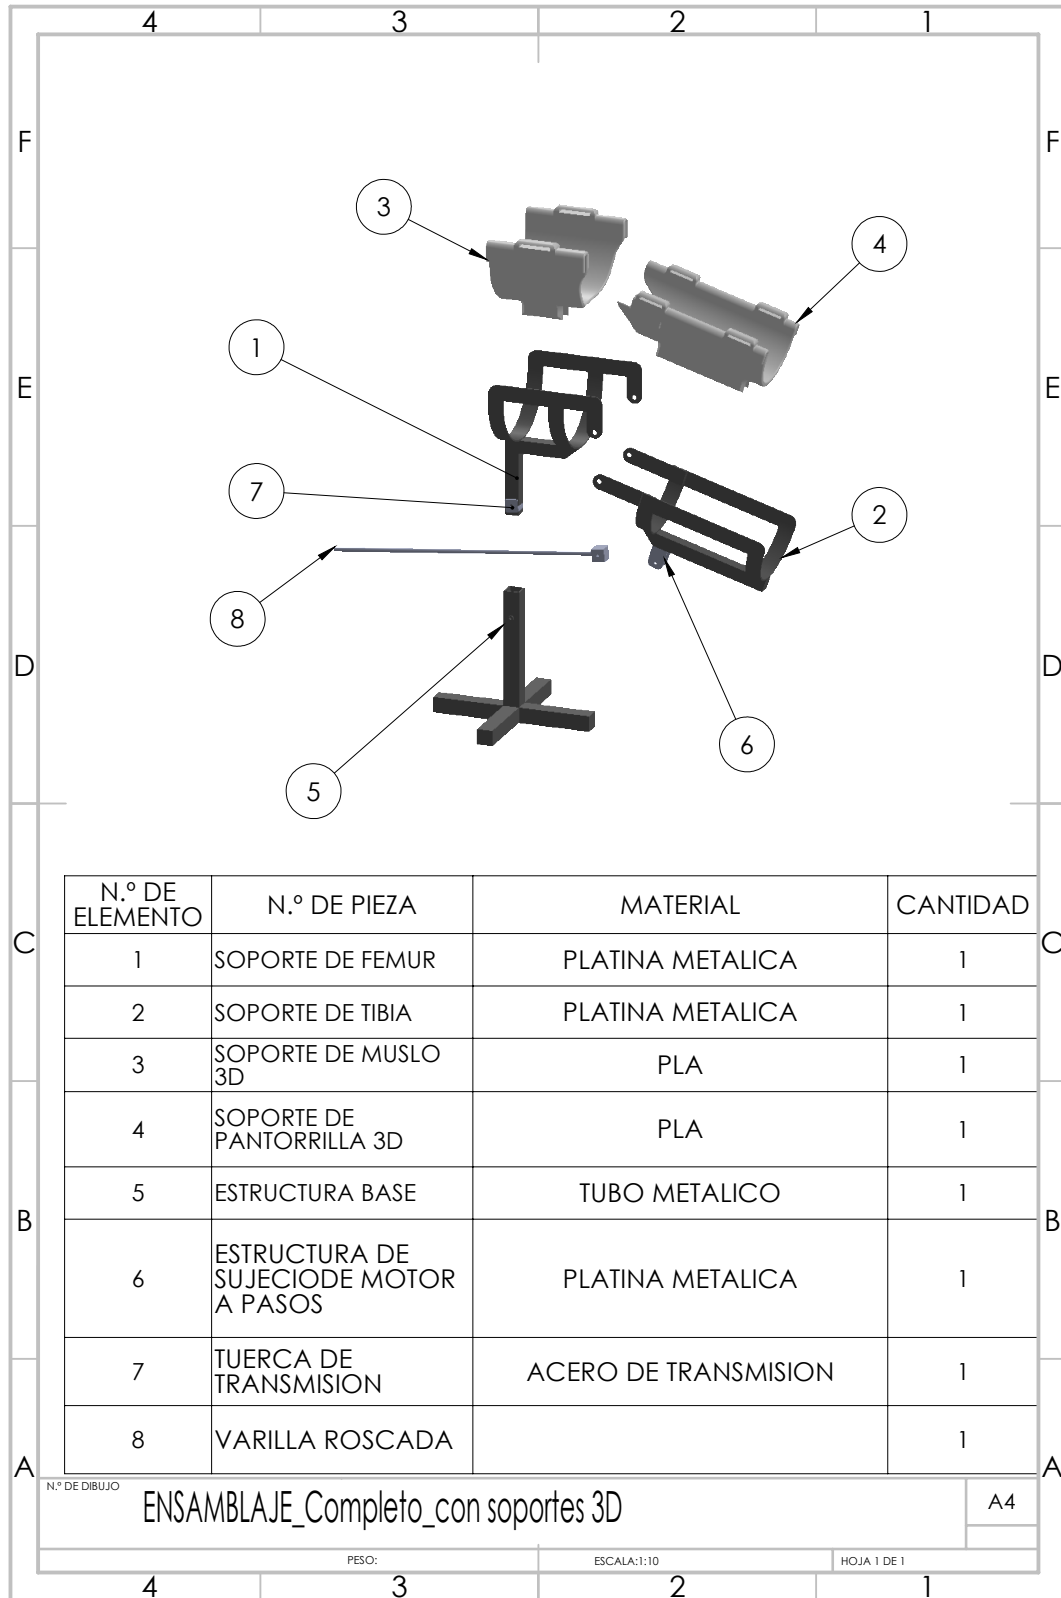 4 3 2 1
F F
3
4
1
E E
7
2
8
D D
6
5
N.º DE ELEMENTO N.º DE PIEZA MATERIAL CANTIDAD
C C
1 SOPORTE DE FEMUR PLATINA METALICA 1
2 SOPORTE DE TIBIA PLATINA METALICA 1
3 SOPORTE DE MUSLO
3D PLA 1
4 SOPORTE DE
PANTORRILLA 3D PLA 1
5 ESTRUCTURA BASE TUBO METALICO 1
B B
6 ESTRUCTURA DE
SUJECIODE MOTOR
A PASOS PLATINA METALICA 1
7 TUERCA DE
TRANSMISION ACERO DE TRANSMISION 1
8 VARILLA ROSCADA 1
A A
N.º DE DIBUJO
ENSAMBLAJE_Completo_con soportes 3D A4
PESO: ESCALA:1:10 HOJA 1 DE 1
4 3 2 1